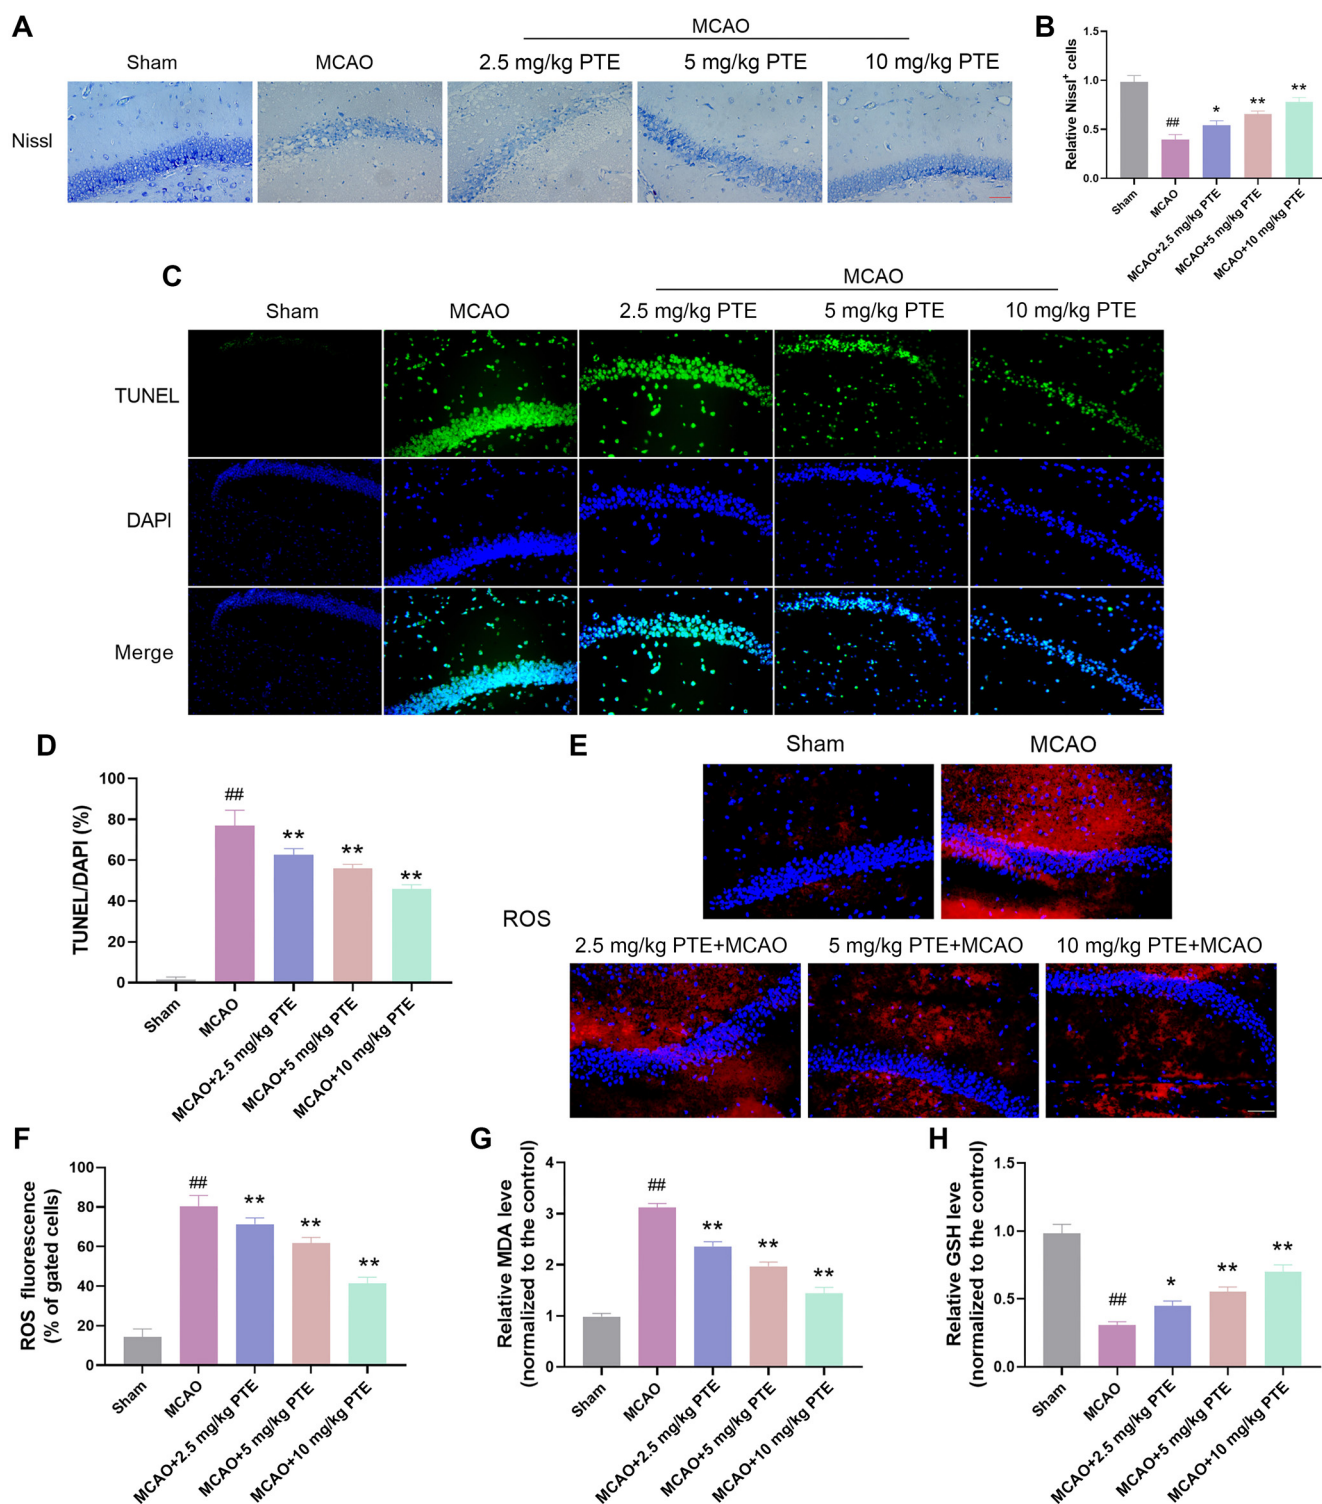 A
MCAO
Sham
MCAO
2.5 mg/kg PTE
5 mg/kg PTE
10 mg/kg PTE
Nissl
B
Relative Nissl+ cells
1.5
1.0
0.5
0.0
##
*
**
**
Sham
MCAO
MCAO+2.5 mg/kg PTE
MCAO+5 mg/kg PTE
MCAO+10 mg/kg PTE
C
MCAO
Sham
MCAO
2.5 mg/kg PTE
5 mg/kg PTE
10 mg/kg PTE
TUNEL
DAPI
Merge
D
TUNEL/DAPI (%)
100
80
60
40
20
0
##
**
**
**
Sham
MCAO
MCAO+2.5 mg/kg PTE
MCAO+5 mg/kg PTE
MCAO+10 mg/kg PTE
E
Sham
MCAO
ROS
2.5 mg/kg PTE+MCAO
5 mg/kg PTE+MCAO
10 mg/kg PTE+MCAO
F
ROS fluorescence
(% of gated cells)
100
80
60
40
20
0
##
**
**
**
Sham
MCAO
MCAO+2.5 mg/kg PTE
MCAO+5 mg/kg PTE
MCAO+10 mg/kg PTE
G
Relative MDA leve
(normalized to the control)
4
3
2
1
0
##
**
**
**
Sham
MCAO
MCAO+2.5 mg/kg PTE
MCAO+5 mg/kg PTE
MCAO+10 mg/kg PTE
H
Relative GSH leve
(normalized to the control)
1.5
1.0
0.5
0.0
##
*
**
**
Sham
MCAO
MCAO+2.5 mg/kg PTE
MCAO+5 mg/kg PTE
MCAO+10 mg/kg PTE